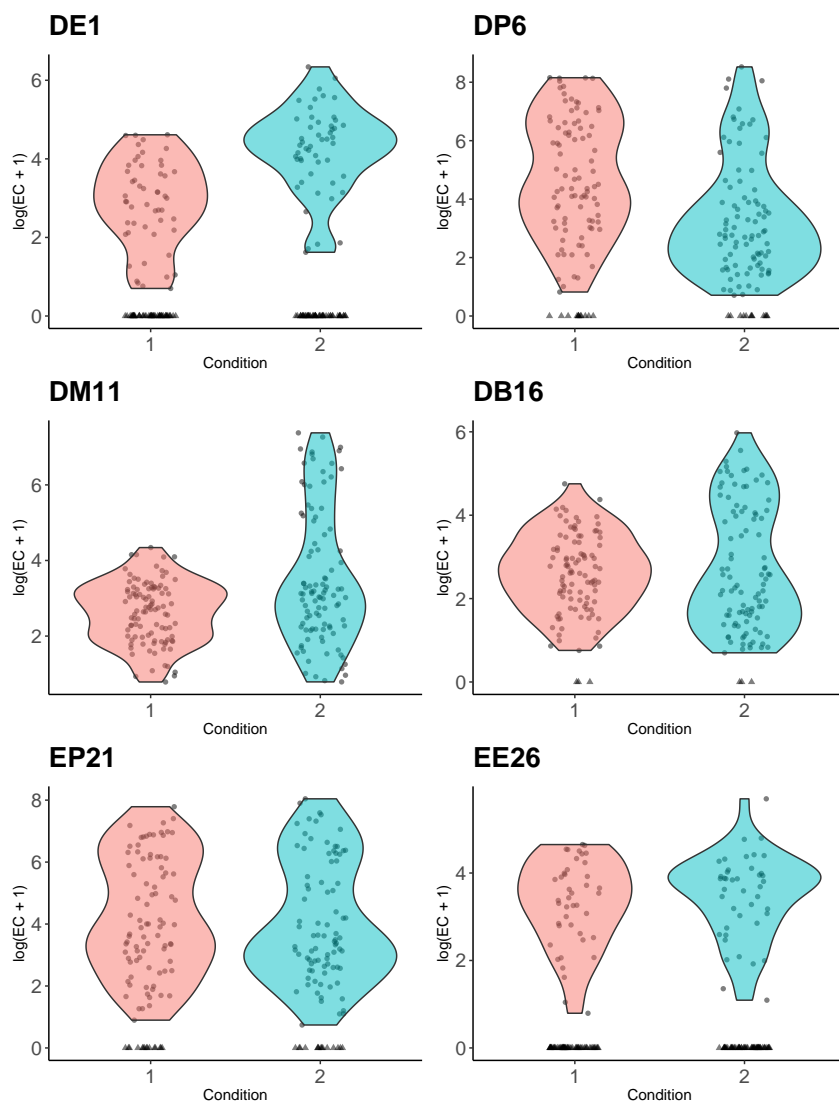 DE1
log(EC + 1)
6
4
2
0
1 2
Condition
DP6
log(EC + 1)
8
6
4
2
0
1 2
Condition
DM11
log(EC + 1)
6
4
2
1 2
Condition
DB16
log(EC + 1)
6
4
2
0
1 2
Condition
EP21
log(EC + 1)
8
6
4
2
0
1 2
Condition
EE26
log(EC + 1)
4
2
0
1 2
Condition